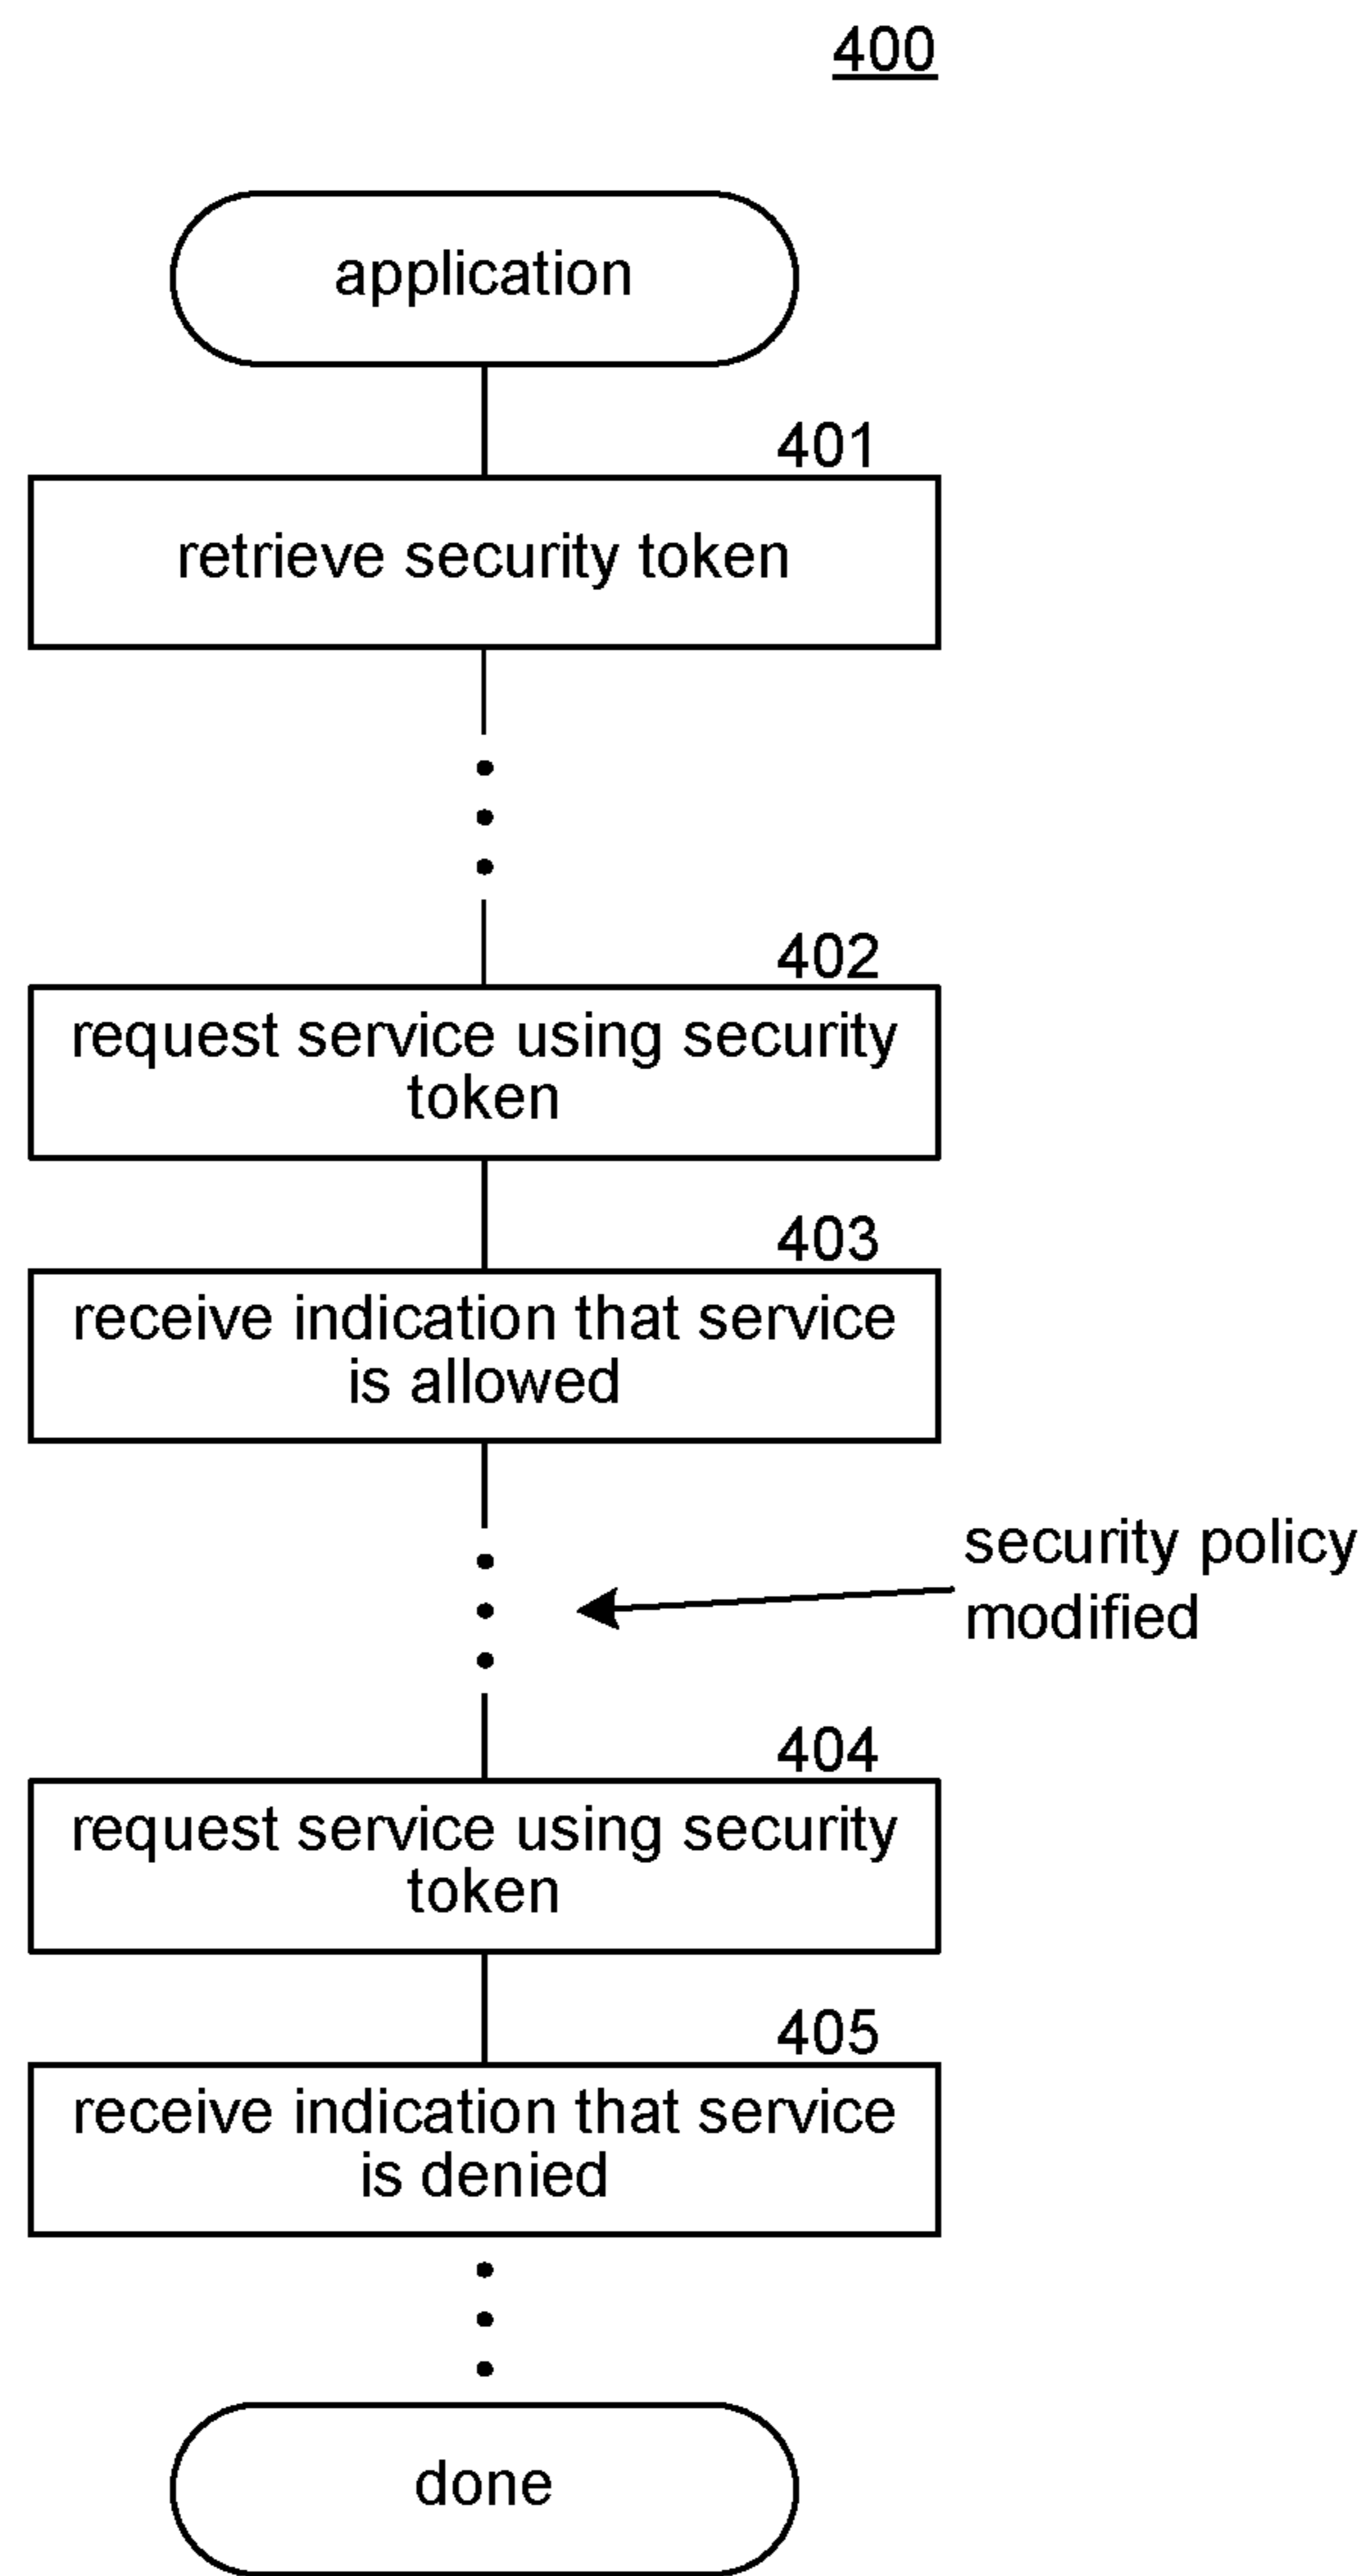 400
application
401
retrieve security token
402
request service using security
token
403
receive indication that service
is allowed
security policy
modified
404
request service using security
token
405
receive indication that service
is denied
done